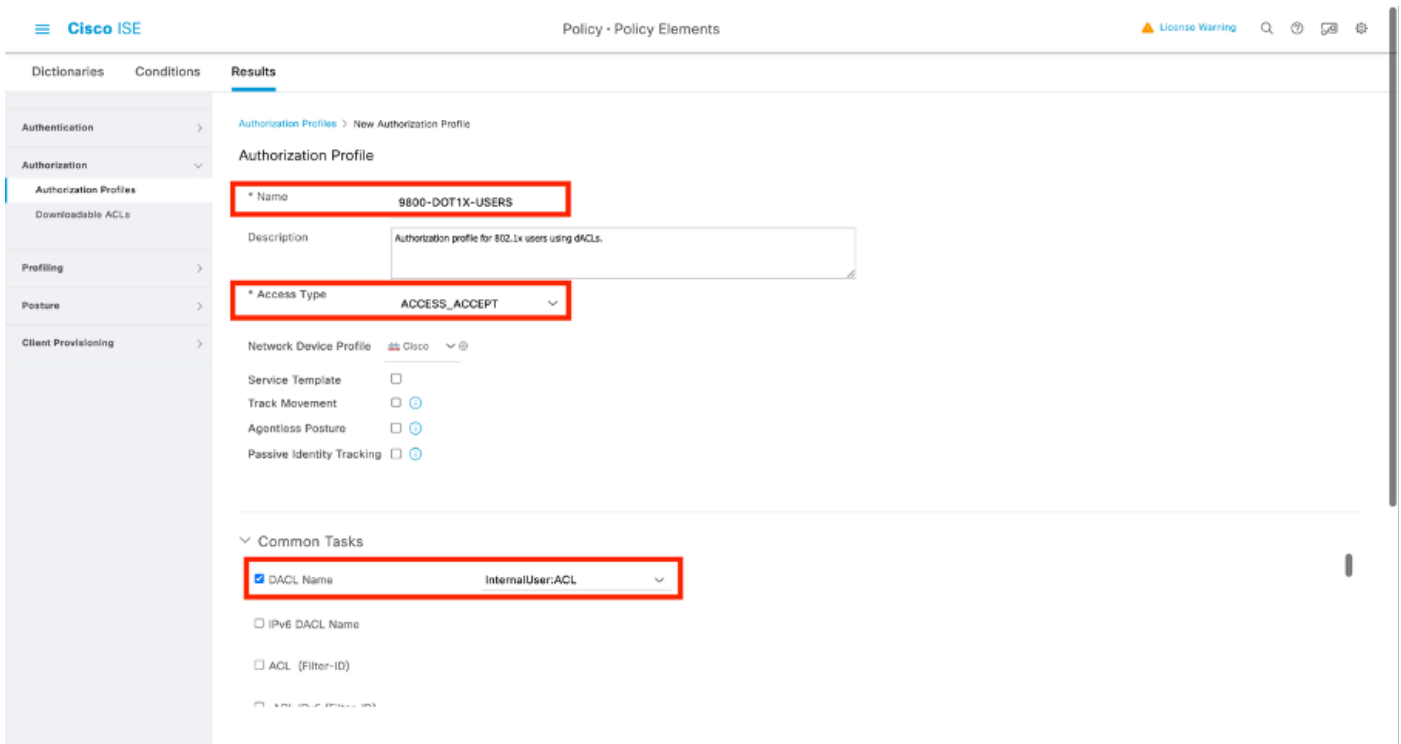 Cisco ISE
Policy · Policy Elements
License Warning
Dictionaries Conditions Results
Authentication
Authorization
Authorization Profiles
Downloadable ACLs
Profiling
Posture
Client Provisioning
Authorization Profiles > New Authorization Profile
Authorization Profile
* Name 9800-DOT1X-USERS
Description Authorization profile for 802.1x users using dACLs.
* Access Type ACCESS_ACCEPT
Network Device Profile Cisco
Service Template
Track Movement
Agentless Posture
Passive Identity Tracking
Common Tasks
DACL Name InternalUser:ACL
IPv6 DACL Name
ACL (Filter-ID)